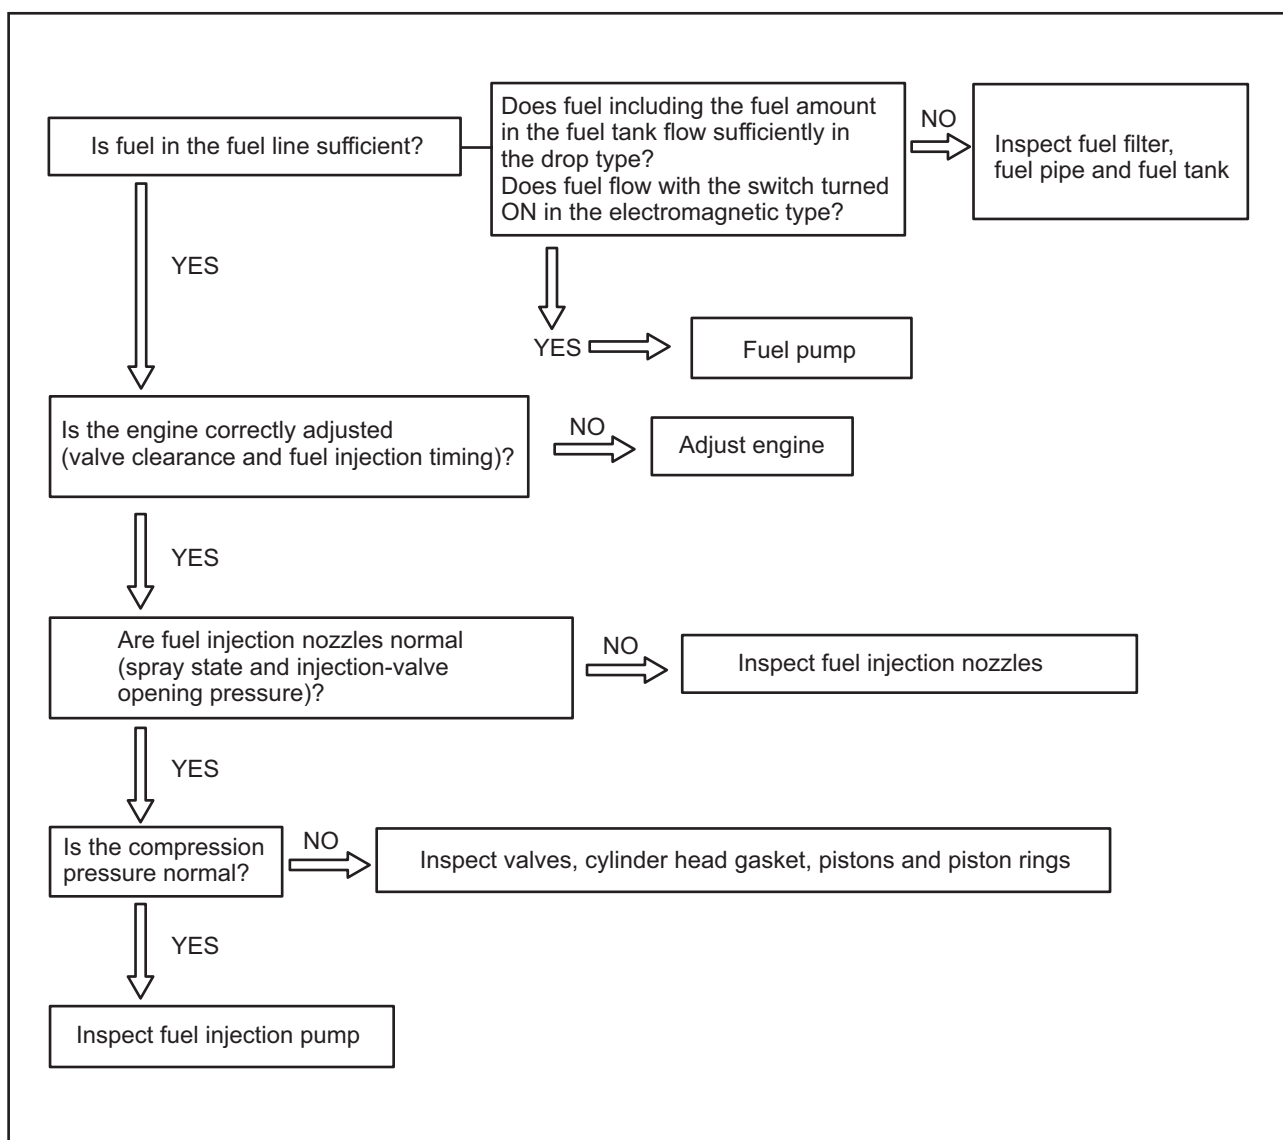 Is fuel in the fuel line sufficient?
Does fuel including the fuel amount
in the fuel tank flow sufficiently in
the drop type?
Does fuel flow with the switch turned
ON in the electromagnetic type?
NO
Inspect fuel filter,
fuel pipe and fuel tank
YES
YES
Fuel pump
Is the engine correctly adjusted
(valve clearance and fuel injection timing)?
NO
Adjust engine
YES
Are fuel injection nozzles normal
(spray state and injection-valve
opening pressure)?
NO
Inspect fuel injection nozzles
YES
Is the compression
pressure normal?
NO
Inspect valves, cylinder head gasket, pistons and piston rings
YES
Inspect fuel injection pump